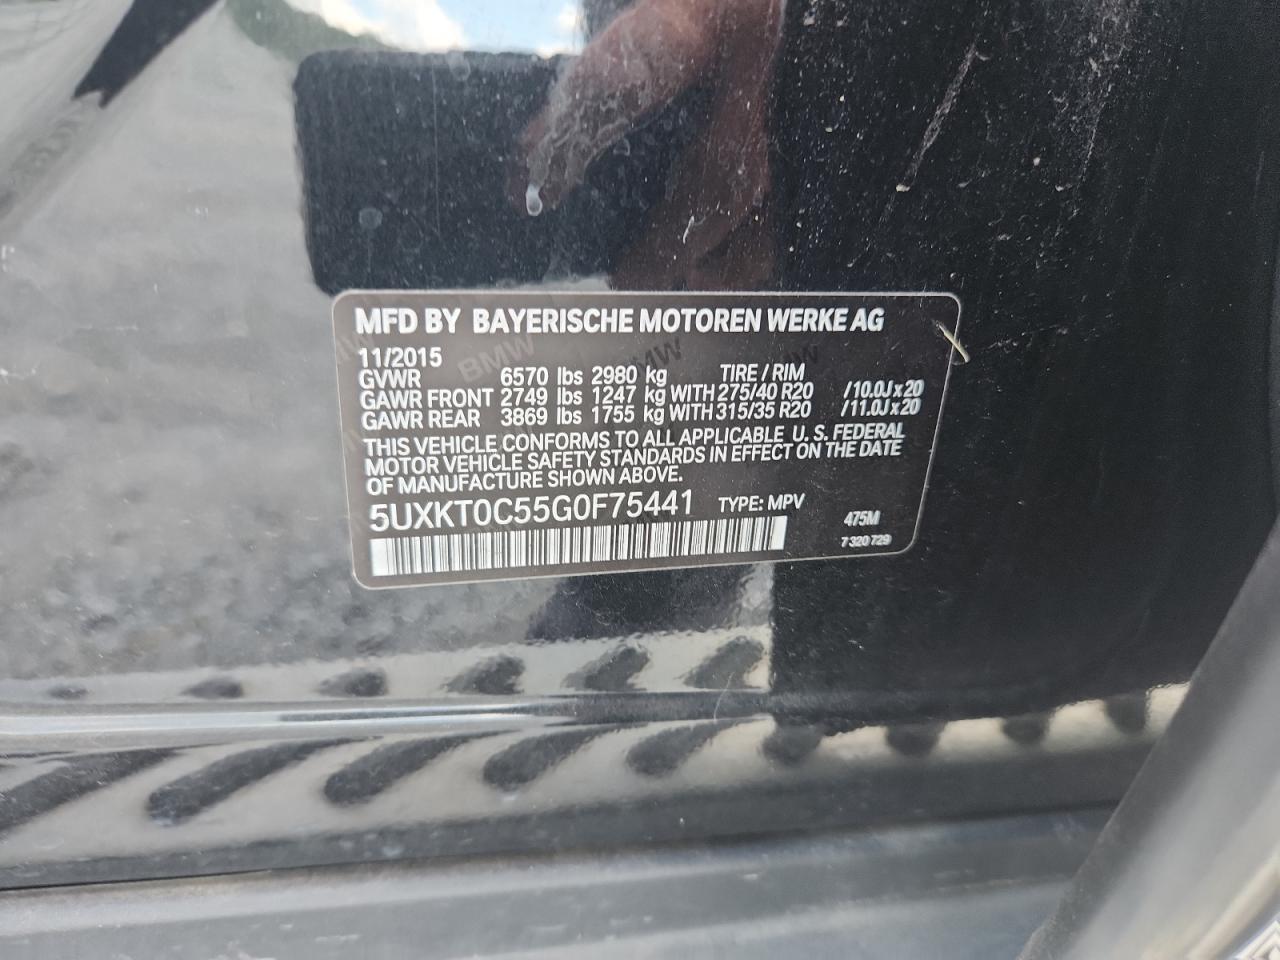 MFD BY BAYERISCHE MOTOREN WERKE AG
11/2015
GVWR 6570 lbs 2980 kg TIRE / RIM
GAWR FRONT 2749 lbs 1247 kg WITH 275/40 R20 /10.0J x 20
GAWR REAR 3869 lbs 1755 kg WITH 315/35 R20 /11.0J x 20
THIS VEHICLE CONFORMS TO ALL APPLICABLE U. S. FEDERAL
MOTOR VEHICLE SAFETY STANDARDS IN EFFECT ON THE DATE
OF MANUFACTURE SHOWN ABOVE.
5UXKT0C55G0F75441 TYPE: MPV
475M
7 320 729